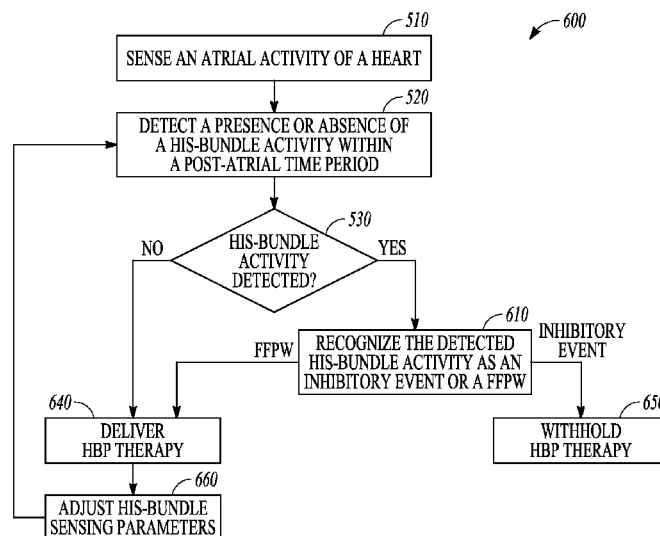 510
600
SENSE AN ATRIAL ACTIVITY OF A HEART
520
DETECT A PRESENCE OR ABSENCE OF
A HIS-BUNDLE ACTIVITY WITHIN
A POST-ATRIAL TIME PERIOD
530
NO
HIS-BUNDLE
ACTIVITY
DETECTED?
YES
610
FFPW
RECOGNIZE THE DETECTED
HIS-BUNDLE ACTIVITY AS AN
INHIBITORY EVENT OR A FFPW
INHIBITORY
EVENT
640
DELIVER
HBP THERAPY
650
WITHHOLD
HBP THERAPY
660
ADJUST HIS-BUNDLE
SENSING PARAMETERS